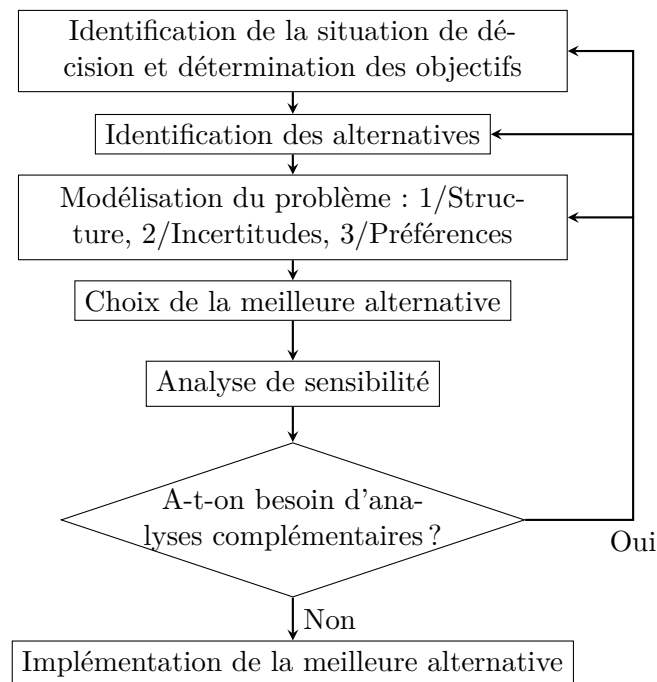 Identification de la situation de dé-
cision et détermination des objectifs
Identification des alternatives
Modélisation du problème : 1/Struc-
ture, 2/Incertitudes, 3/Préférences
Choix de la meilleure alternative
Analyse de sensibilité
A-t-on besoin d'ana-
lyses complémentaires ?
Oui
Non
Implémentation de la meilleure alternative